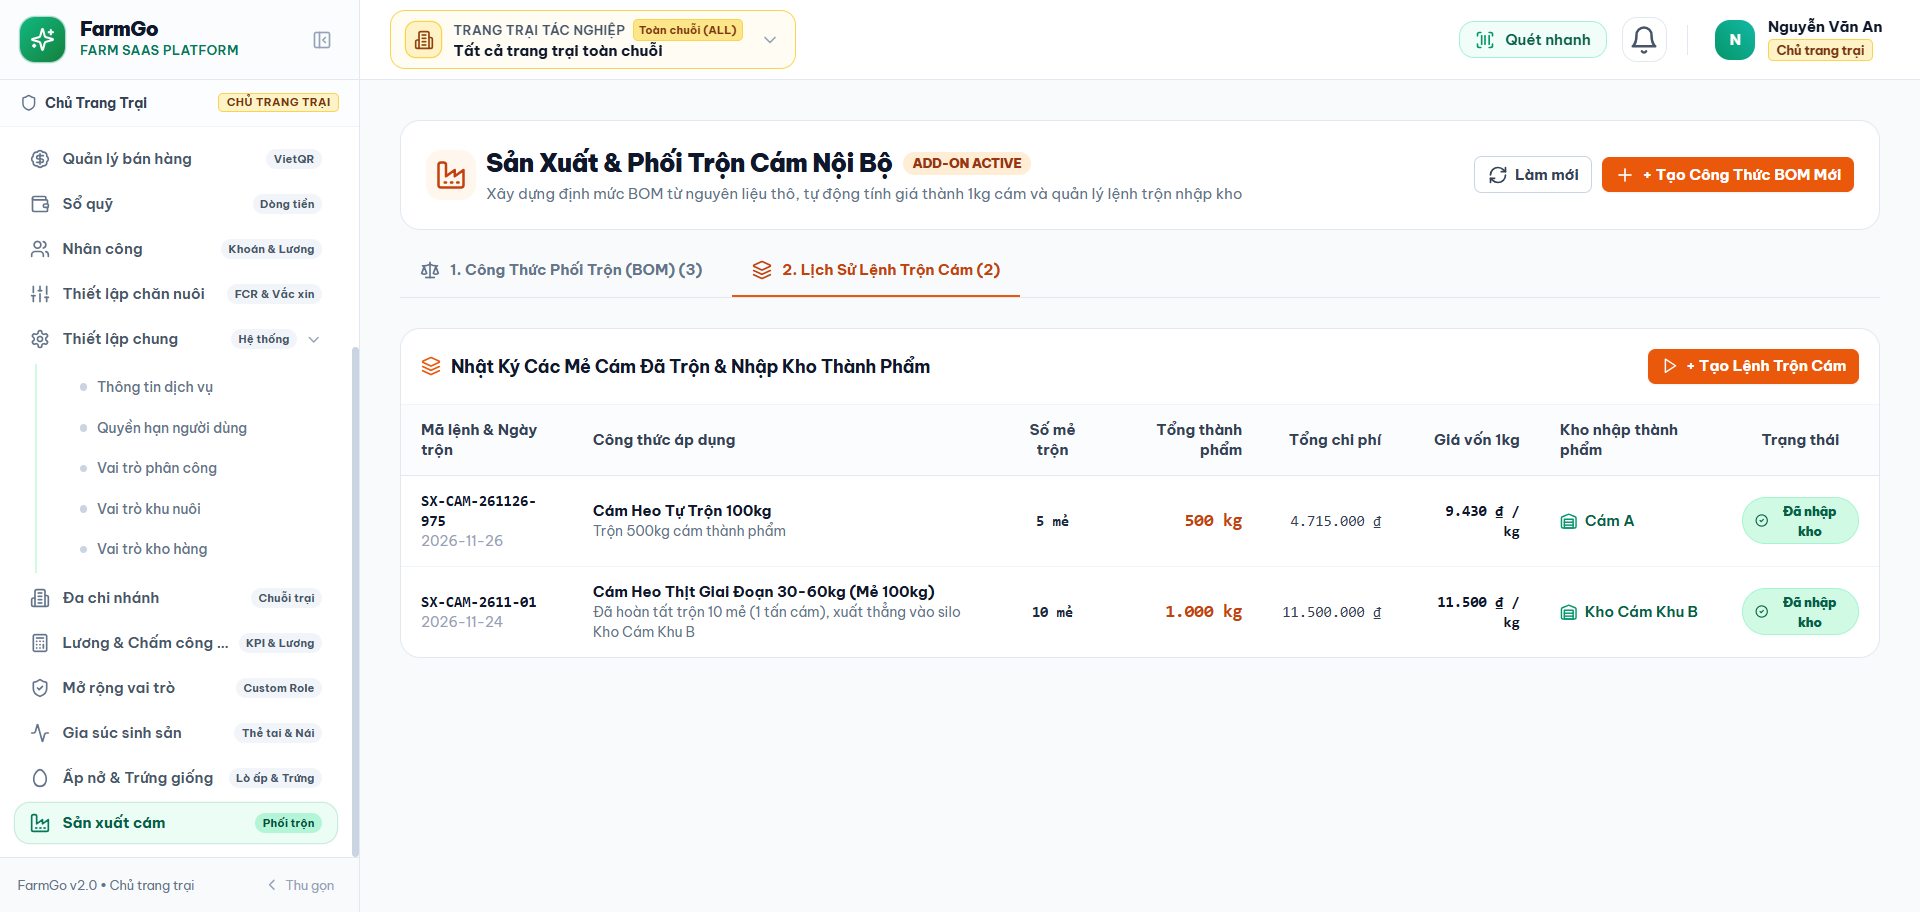 FarmGo
FARM SAAS PLATFORM
Chủ Trang Trại
CHỦ TRANG TRẠI
Quản lý bán hàng
VietQR
Sổ quỹ
Dòng tiền
Nhân công
Khoán & Lương
Thiết lập chăn nuôi
FCR & Vắc xin
Thiết lập chung
Hệ thống
Thông tin dịch vụ
Quyền hạn người dùng
Vai trò phân công
Vai trò khu nuôi
Vai trò kho hàng
Đa chi nhánh
Chuỗi trại
Lương & Chấm công ...
KPI & Lương
Mở rộng vai trò
Custom Role
Gia súc sinh sản
Thẻ tai & Nái
Ấp nở & Trứng giống
Lò ấp & Trứng
Sản xuất cám
Phối trộn
FarmGo v2.0 • Chủ trang trại
Thu gọn
TRANG TRẠI TÁC NGHIỆP
Toàn chuỗi (ALL)
Tất cả trang trại toàn chuỗi
Quét nhanh
N
Nguyễn Văn An
Chủ trang trại
Sản Xuất & Phối Trộn Cám Nội Bộ
ADD-ON ACTIVE
Xây dựng định mức BOM từ nguyên liệu thô, tự động tính giá thành 1kg cám và quản lý lệnh trộn nhập kho
Làm mới
+ Tạo Công Thức BOM Mới
1. Công Thức Phối Trộn (BOM) (3)
2. Lịch Sử Lệnh Trộn Cám (2)
Nhật Ký Các Mẻ Cám Đã Trộn & Nhập Kho Thành Phẩm
+ Tạo Lệnh Trộn Cám
Mã lệnh & Ngày
trộn
Công thức áp dụng
Số mẻ
trộn
Tổng thành
phẩm
Tổng chi phí
Giá vốn 1kg
Kho nhập thành
phẩm
Trạng thái
SX-CAM-261126-
975
2026-11-26
Cám Heo Tự Trộn 100kg
Trộn 500kg cám thành phẩm
5 mẻ
500 kg
4.715.000 ₫
9.430 ₫ /
kg
Cám A
Đã nhập
kho
SX-CAM-2611-01
2026-11-24
Cám Heo Thịt Giai Đoạn 30-60kg (Mẻ 100kg)
Đã hoàn tất trộn 10 mẻ (1 tấn cám), xuất thẳng vào silo
Kho Cám Khu B
10 mẻ
1.000 kg
11.500.000 ₫
11.500 ₫ /
kg
Kho Cám Khu B
Đã nhập
kho